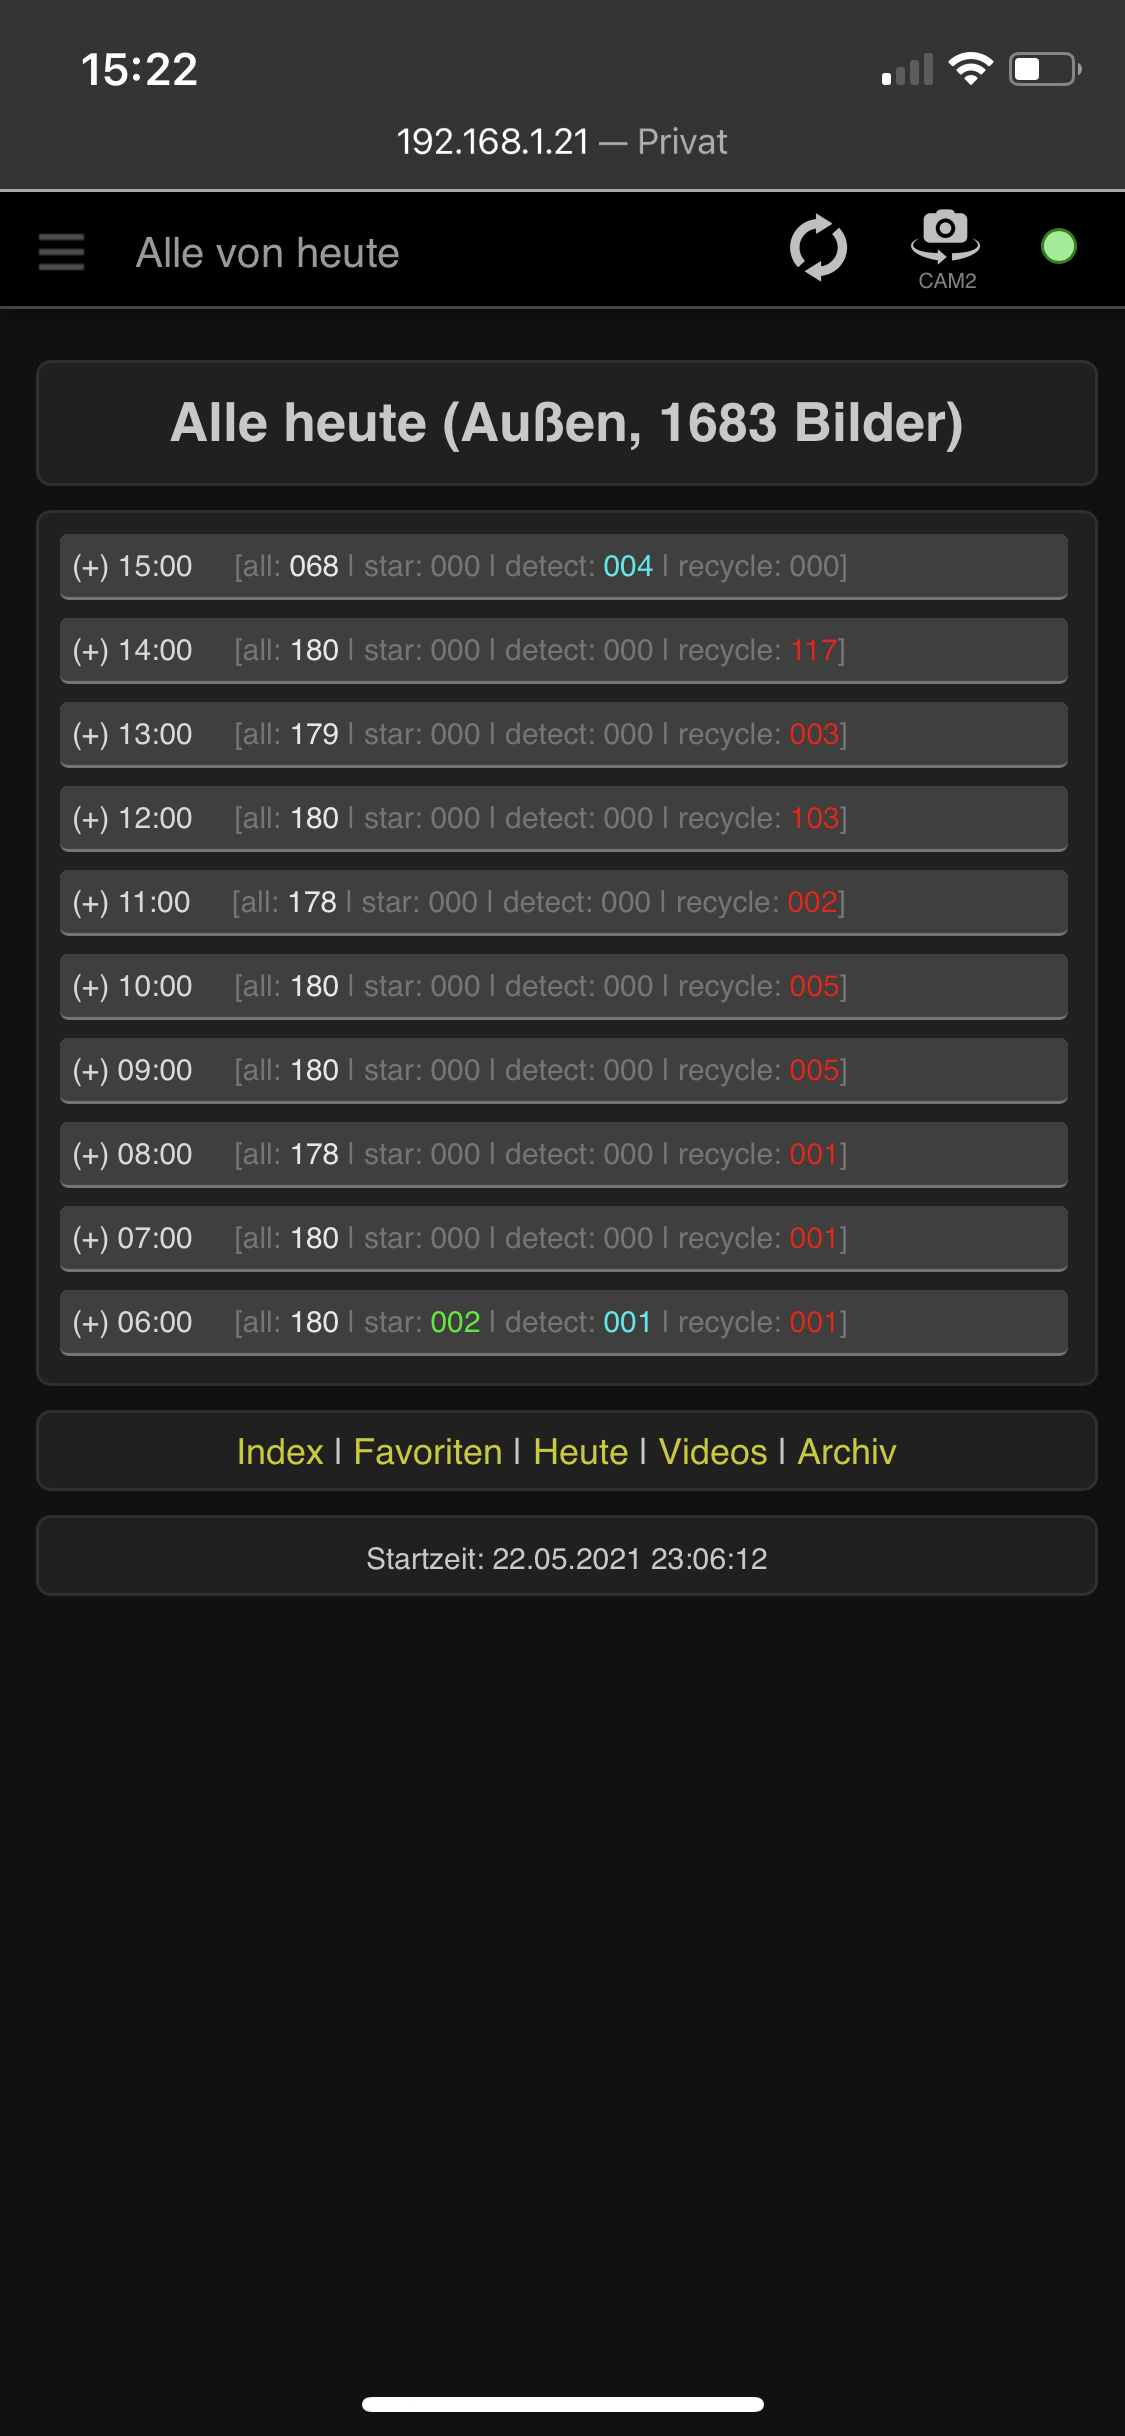 15:22
192.168.1.21 — Privat
Alle von heute
CAM2
Alle heute (Außen, 1683 Bilder)
(+) 15:00 [all: 068 | star: 000 | detect: 004 | recycle: 000]
(+) 14:00 [all: 180 | star: 000 | detect: 000 | recycle: 117]
(+) 13:00 [all: 179 | star: 000 | detect: 000 | recycle: 003]
(+) 12:00 [all: 180 | star: 000 | detect: 000 | recycle: 103]
(+) 11:00 [all: 178 | star: 000 | detect: 000 | recycle: 002]
(+) 10:00 [all: 180 | star: 000 | detect: 000 | recycle: 005]
(+) 09:00 [all: 180 | star: 000 | detect: 000 | recycle: 005]
(+) 08:00 [all: 178 | star: 000 | detect: 000 | recycle: 001]
(+) 07:00 [all: 180 | star: 000 | detect: 000 | recycle: 001]
(+) 06:00 [all: 180 | star: 002 | detect: 001 | recycle: 001]
Index | Favoriten | Heute | Videos | Archiv
Startzeit: 22.05.2021 23:06:12